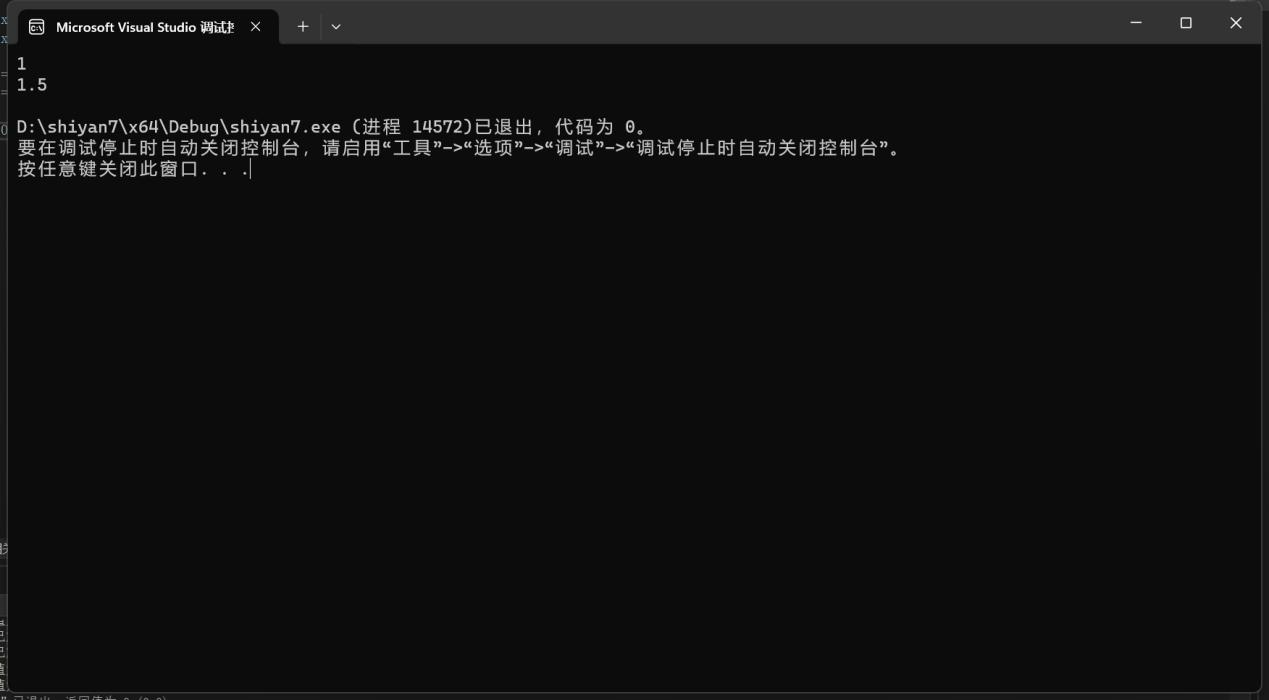 Microsoft Visual Studio 调试控
1
1.5
D:\shiyan7\x64\Debug\shiyan7.exe (进程 14572)已退出，代码为 0。
要在调试停止时自动关闭控制台，请启用“工具”->“选项”->“调试”->“调试停止时自动关闭控制台”。
按任意键关闭此窗口. . .